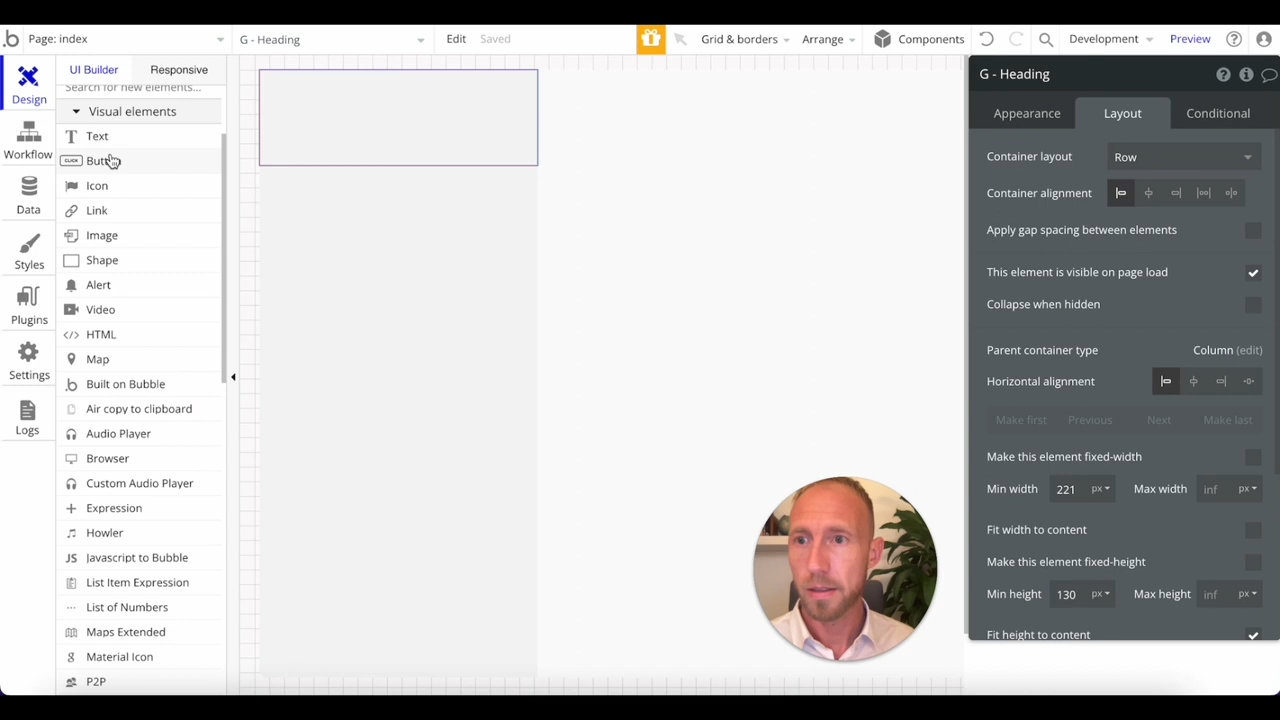 Page: index
G - Heading
Edit
Saved
Grid & borders
Arrange
Components
Development
Preview
Design
Workflow
Data
Styles
Plugins
Settings
Logs
UI Builder
Responsive
Search for new elements...
Visual elements
Text
CLICK
Button
Icon
Link
Image
Shape
Alert
Video
HTML
Map
Built on Bubble
Air copy to clipboard
Audio Player
Browser
Custom Audio Player
Expression
Howler
JS Javascript to Bubble
List Item Expression
List of Numbers
Maps Extended
Material Icon
P2P
G - Heading
Appearance
Layout
Conditional
Container layout Row
Container alignment
Apply gap spacing between elements
This element is visible on page load
Collapse when hidden
Parent container type Column (edit)
Horizontal alignment
Make first Previous Next Make last
Make this element fixed-width
Min width 221 px Max width inf px
Fit width to content
Make this element fixed-height
Min height 130 px Max height inf px
Fit height to content